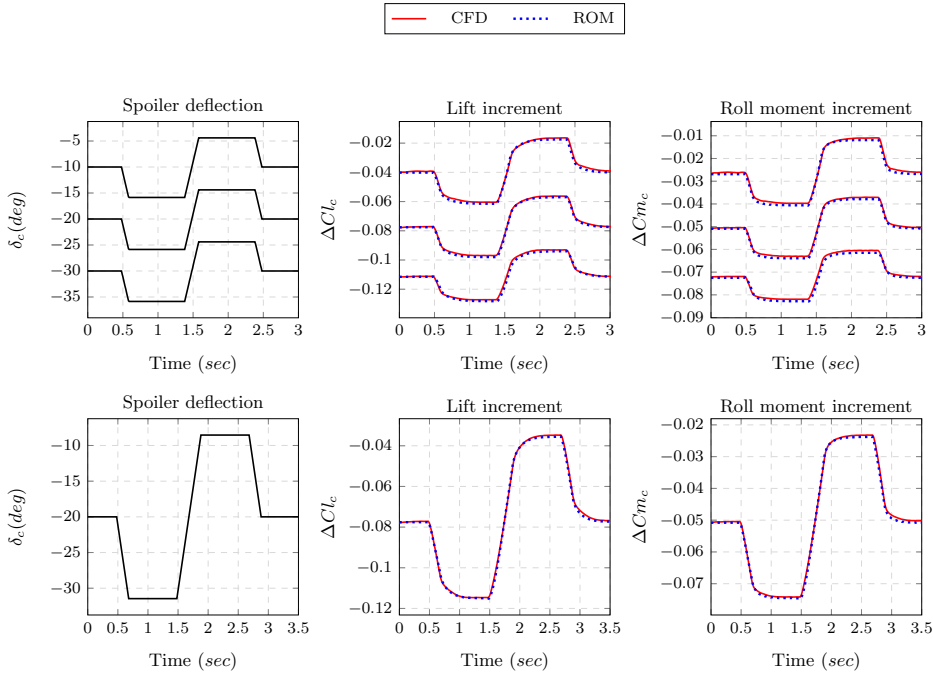 CFD ROM
Spoiler deflection
−5
−10
−15
−20
−25
−30
−35
0 0.5 1 1.5 2 2.5 3
Time (sec)
δc(deg)
Lift increment
−0.02
−0.04
−0.06
−0.08
−0.1
−0.12
0 0.5 1 1.5 2 2.5 3
Time (sec)
ΔClc
Roll moment increment
−0.01
−0.02
−0.03
−0.04
−0.05
−0.06
−0.07
−0.08
−0.09
0 0.5 1 1.5 2 2.5 3
Time (sec)
ΔCmc
Spoiler deflection
−10
−20
−30
0 0.5 1 1.5 2 2.5 3 3.5
Time (sec)
δc(deg)
Lift increment
−0.04
−0.06
−0.08
−0.1
−0.12
0 0.5 1 1.5 2 2.5 3 3.5
Time (sec)
ΔClc
Roll moment increment
−0.02
−0.03
−0.04
−0.05
−0.06
−0.07
0 0.5 1 1.5 2 2.5 3 3.5
Time (sec)
ΔCmc